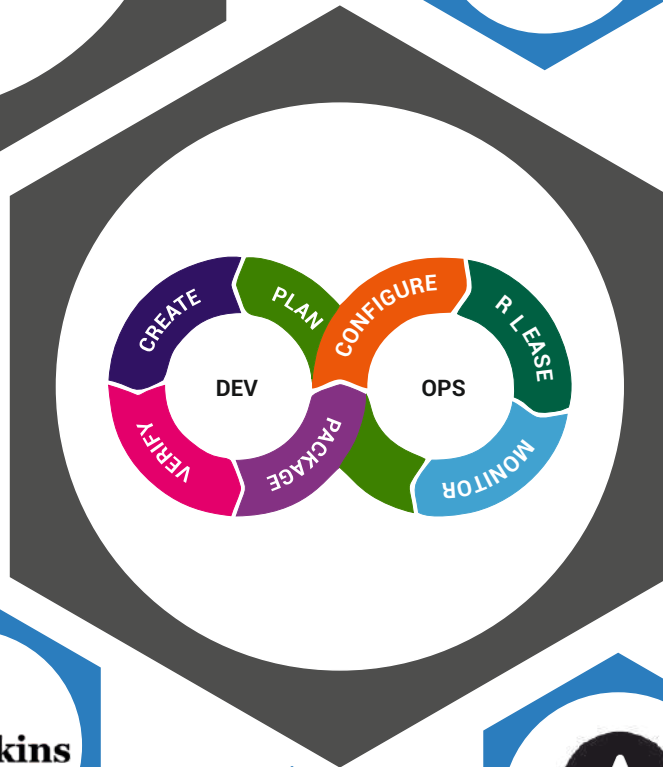 CREATE
PLAN
CONFIGURE
R LEASE
DEV
OPS
VERIFY
PACKAGE
MONITOR
kins